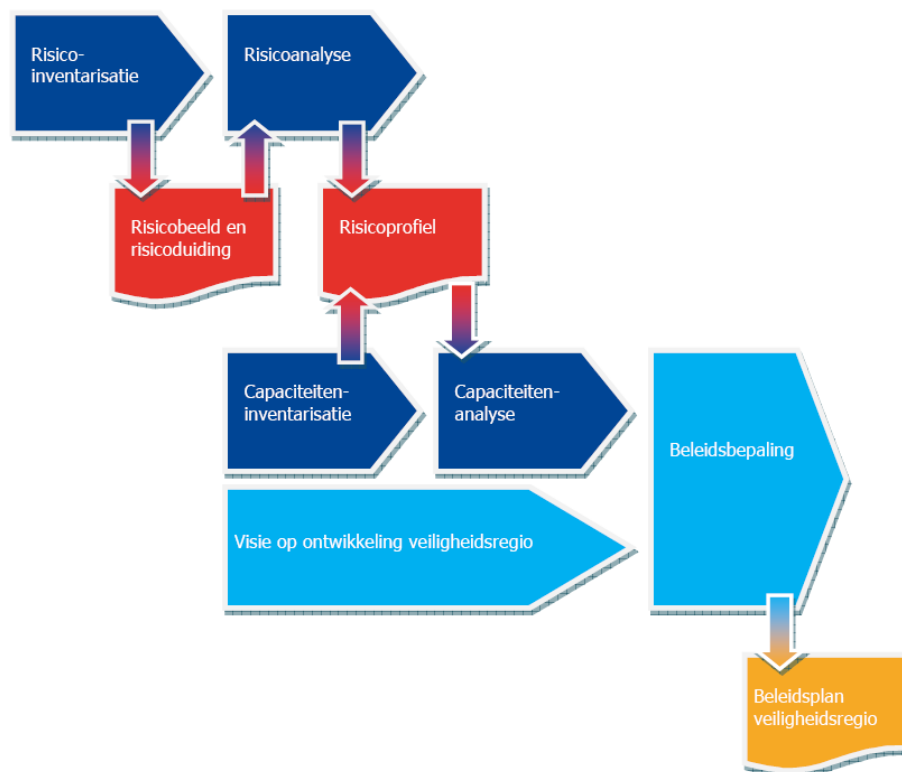 Risico-
inventarisatie
Risicoanalyse
Risicobeeld en
risicoduiding
Risicoprofiel
Capaciteiten-
inventarisatie
Capaciteiten-
analyse
Beleidsbepaling
Visie op ontwikkeling veiligheidsregio
Beleidsplan
veiligheidsregio